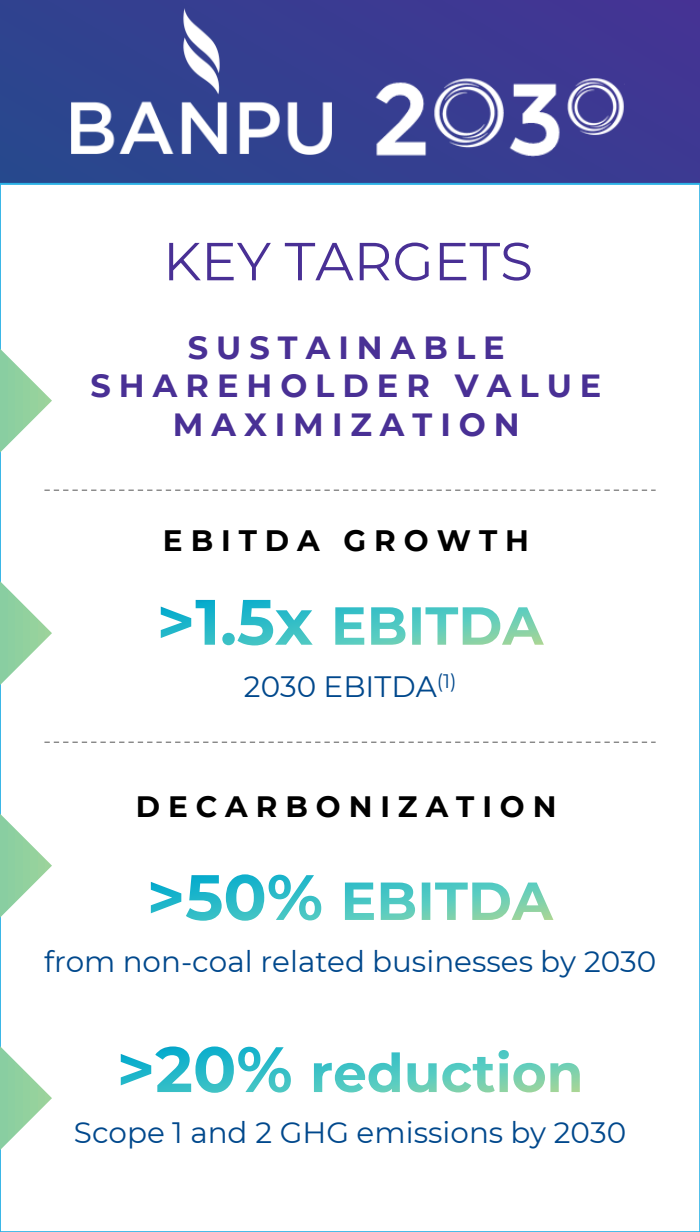 BANPU 2030
KEY TARGETS
SUSTAINABLE
SHAREHOLDER VALUE
MAXIMIZATION
EBITDA GROWTH
>1.5x EBITDA
2030 EBITDA(1)
DECARBONIZATION
>50% EBITDA
from non-coal related businesses by 2030
>20% reduction
Scope 1 and 2 GHG emissions by 2030